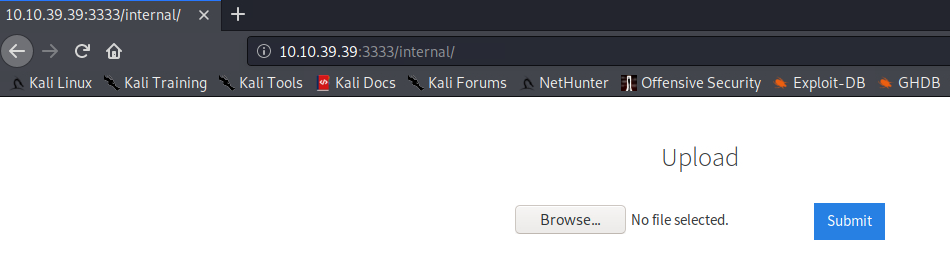 10.10.39.39:3333/internal/
10.10.39.39:3333/internal/
Kali Linux Kali Training Kali Tools Kali Docs Kali Forums NetHunter Offensive Security Exploit-DB GHDB
Upload
Browse... No file selected. Submit